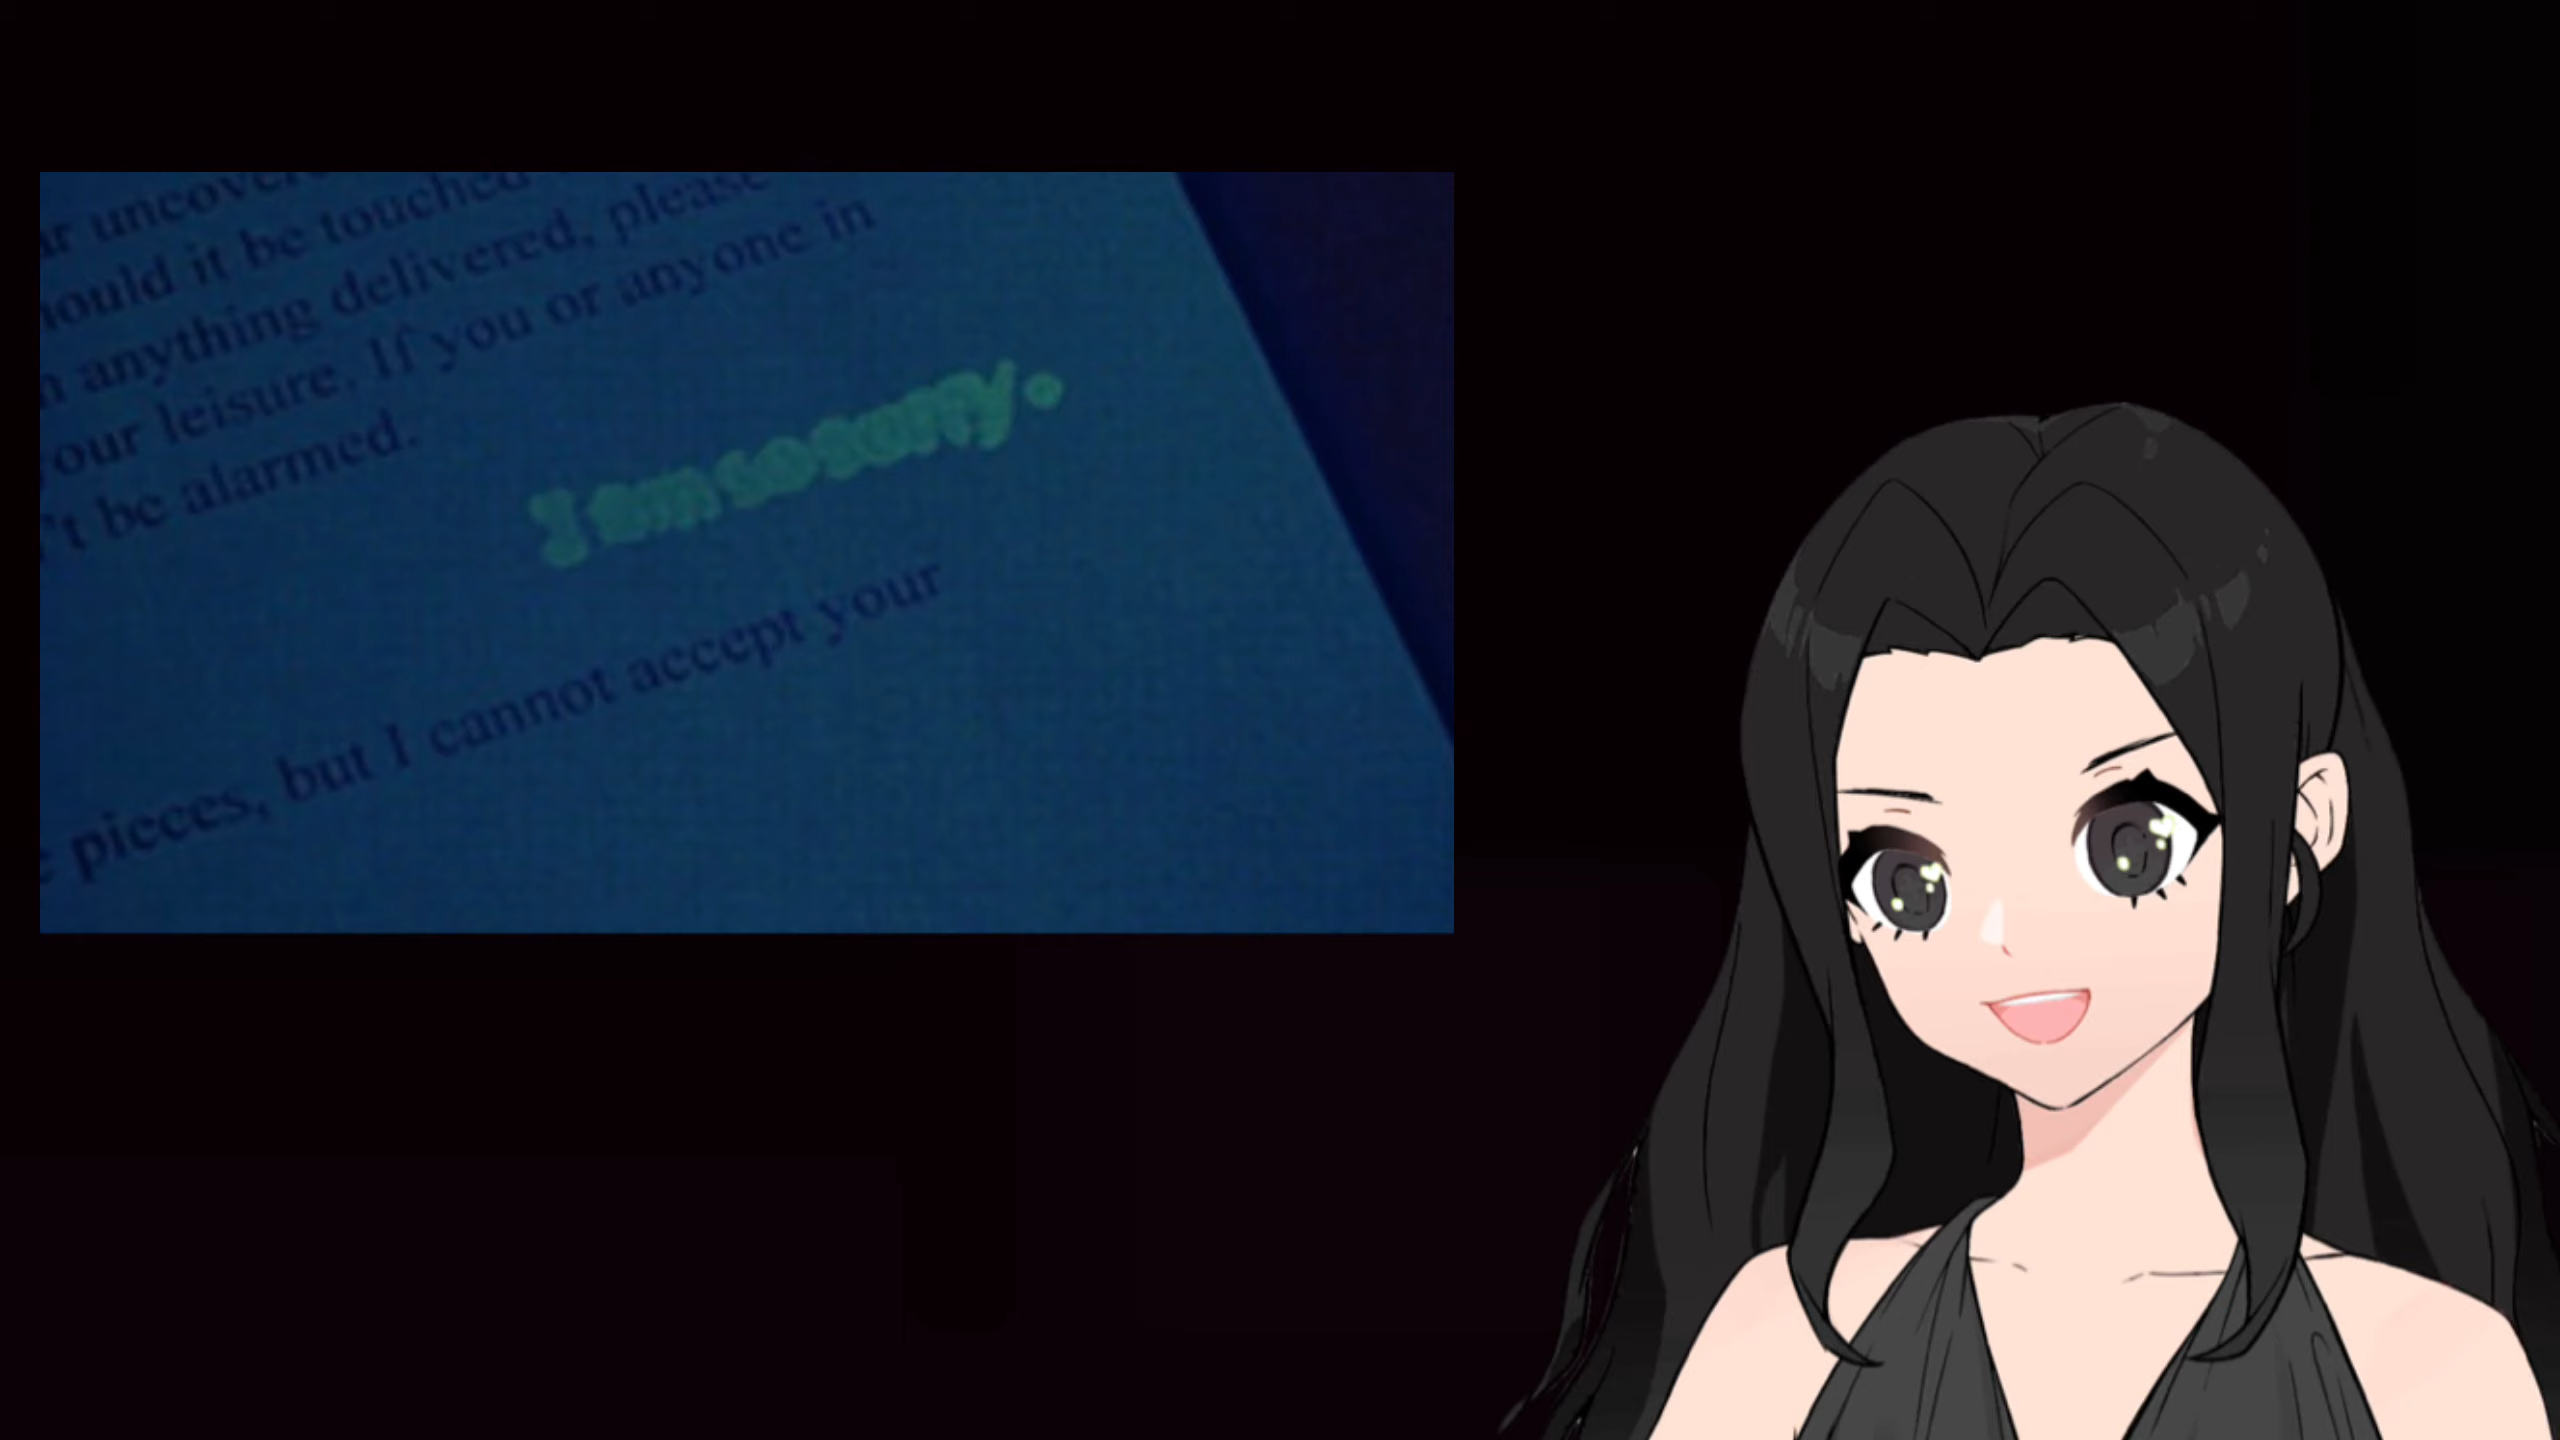 uncover
should it be touched
anything delivered, please
our leisure. If you or anyone in
't be alarmed.
I am so sorry.
pieces, but I cannot accept your